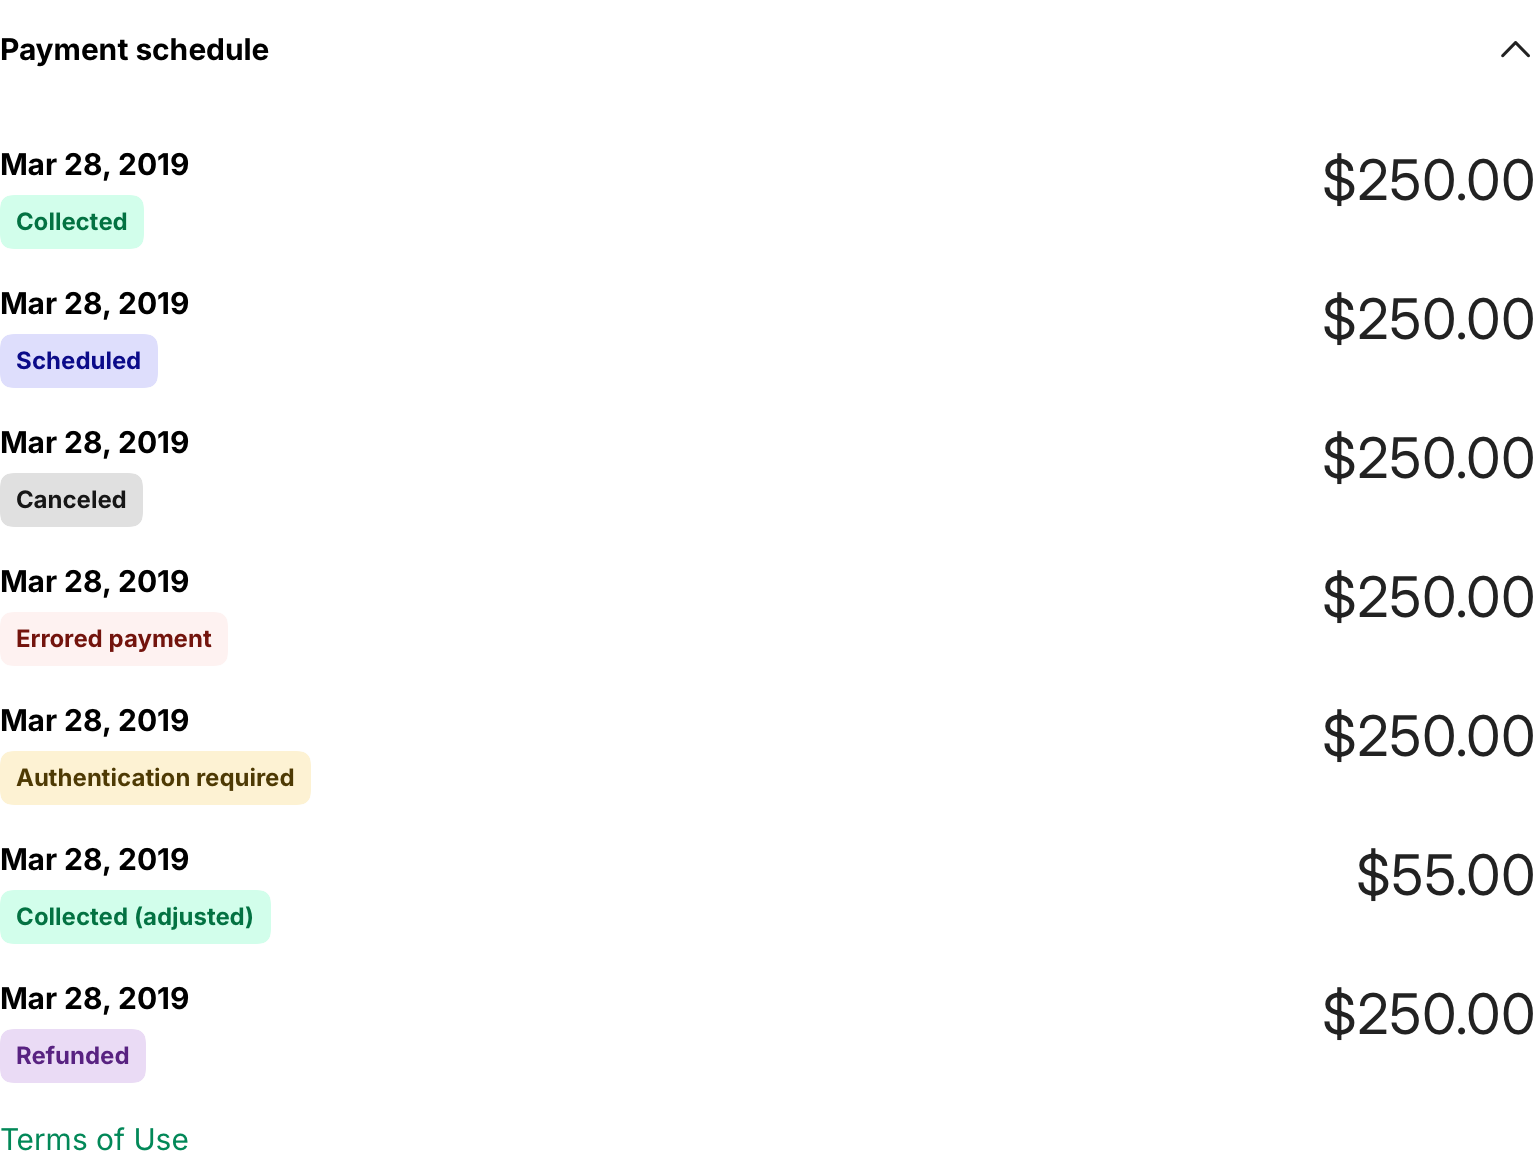 Payment schedule
Mar 28, 2019
$250.00
Collected
Mar 28, 2019
$250.00
Scheduled
Mar 28, 2019
$250.00
Canceled
Mar 28, 2019
$250.00
Errored payment
Mar 28, 2019
$250.00
Authentication required
Mar 28, 2019
$55.00
Collected (adjusted)
Mar 28, 2019
$250.00
Refunded
Terms of Use